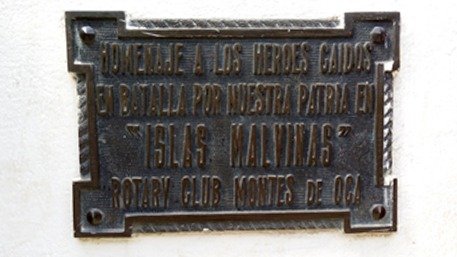 HOMENAJE A LOS HEROES CAIDOS
EN BATALLA POR NUESTRA PATRIA EN
"ISLAS MALVINAS"
ROTARY CLUB MONTES DE OCA